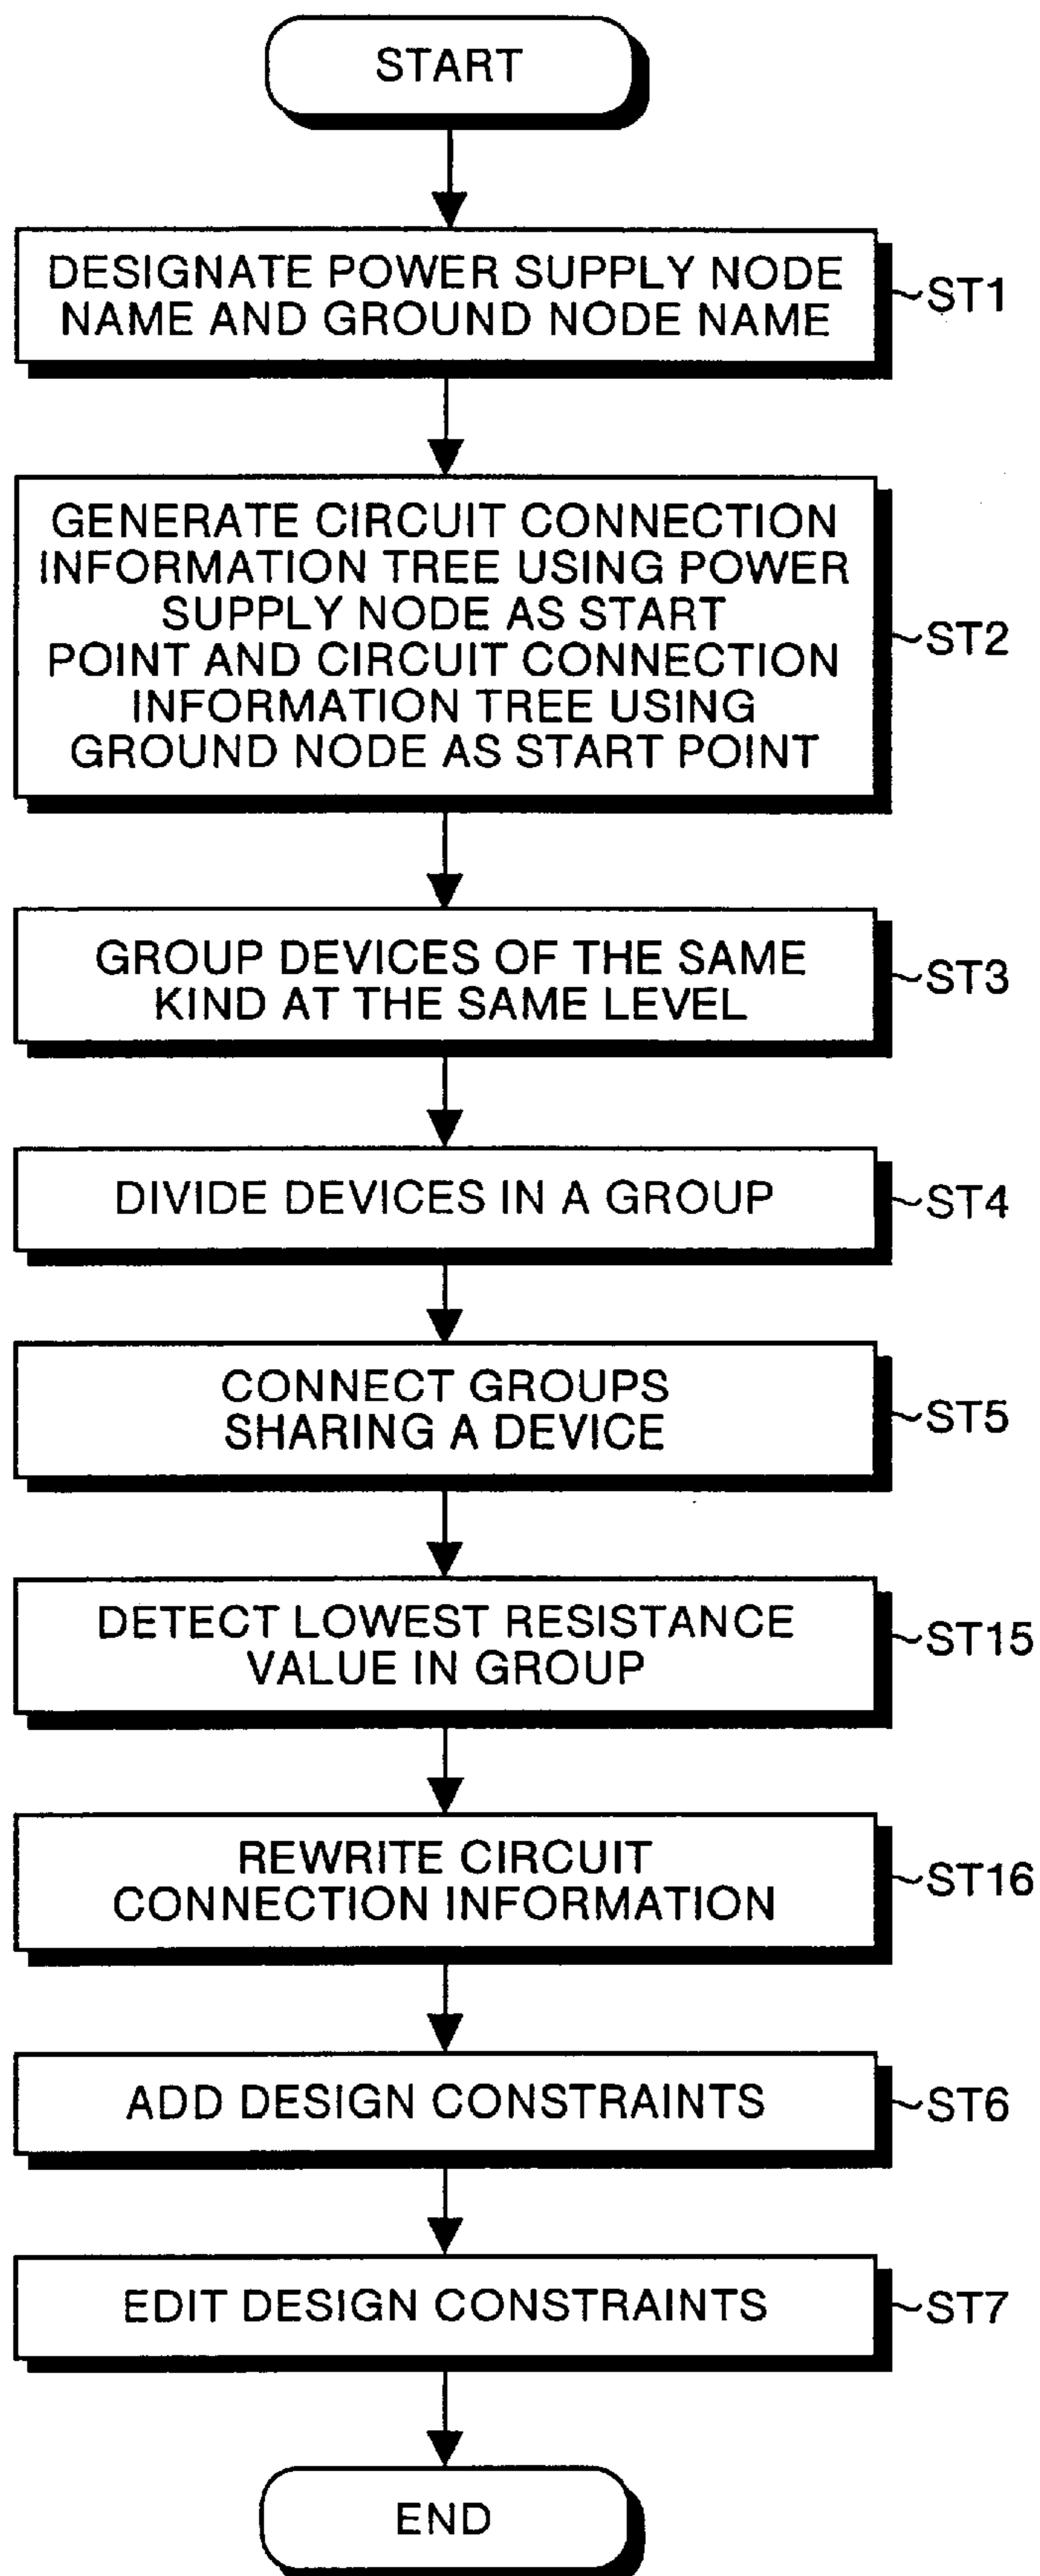 START
DESIGNATE POWER SUPPLY NODE
NAME AND GROUND NODE NAME
ST1
GENERATE CIRCUIT CONNECTION
INFORMATION TREE USING POWER
SUPPLY NODE AS START
POINT AND CIRCUIT CONNECTION
INFORMATION TREE USING
GROUND NODE AS START POINT
ST2
GROUP DEVICES OF THE SAME
KIND AT THE SAME LEVEL
ST3
DIVIDE DEVICES IN A GROUP
ST4
CONNECT GROUPS
SHARING A DEVICE
ST5
DETECT LOWEST RESISTANCE
VALUE IN GROUP
ST15
REWRITE CIRCUIT
CONNECTION INFORMATION
ST16
ADD DESIGN CONSTRAINTS
ST6
EDIT DESIGN CONSTRAINTS
ST7
END